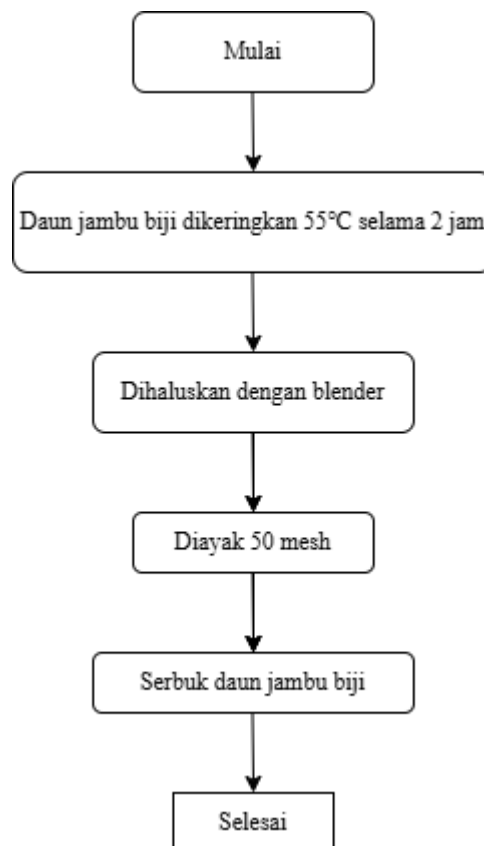 Mulai
Daun jambu biji dikeringkan 55℃ selama 2 jam
Dihaluskan dengan blender
Diayak 50 mesh
Serbuk daun jambu biji
Selesai